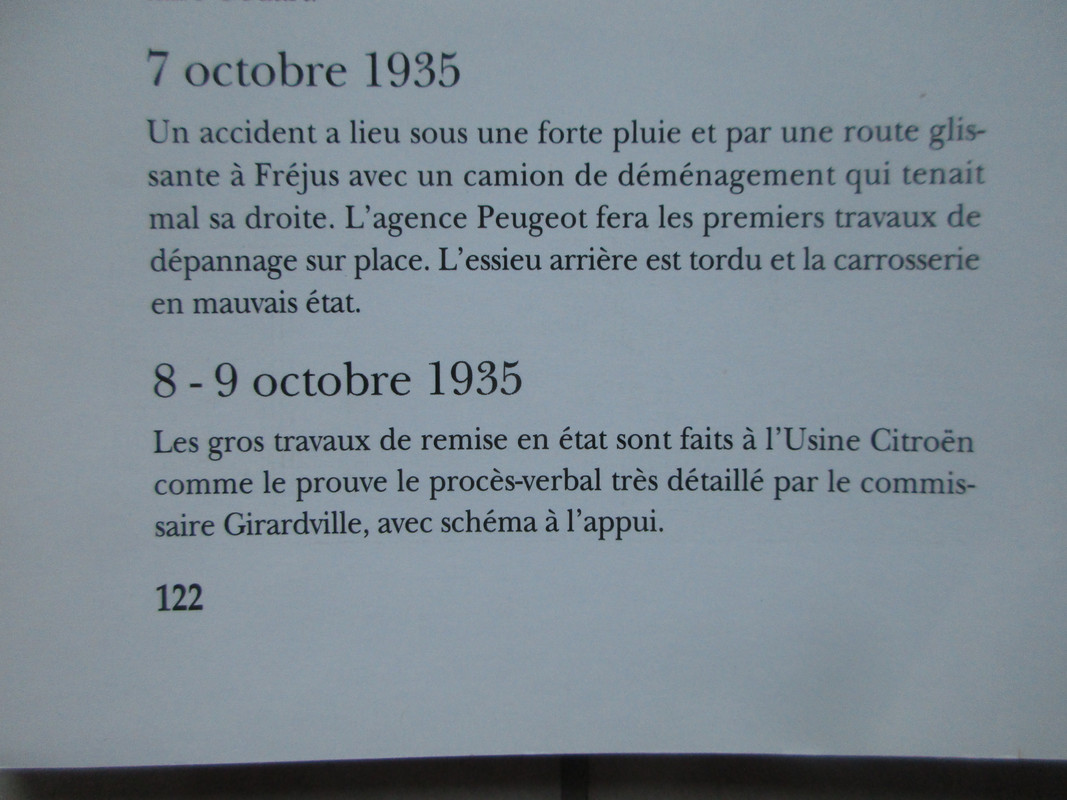 7 octobre 1935
Un accident a lieu sous une forte pluie et par une route glis-
sante à Fréjus avec un camion de déménagement qui tenait
mal sa droite. L'agence Peugeot fera les premiers travaux de
dépannage sur place. L'essieu arrière est tordu et la carrosserie
en mauvais état.
8 - 9 octobre 1935
Les gros travaux de remise en état sont faits à l'Usine Citroën
comme le prouve le procès-verbal très détaillé par le commis-
saire Girardville, avec schéma à l'appui.
122